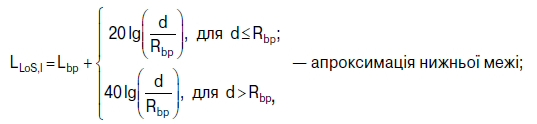 20 lg(d/R_bp), для d≤R_bp;
L_LoS,l = L_bp + {
— апроксимація нижньої межі;
40 lg(d/R_bp), для d>R_bp,